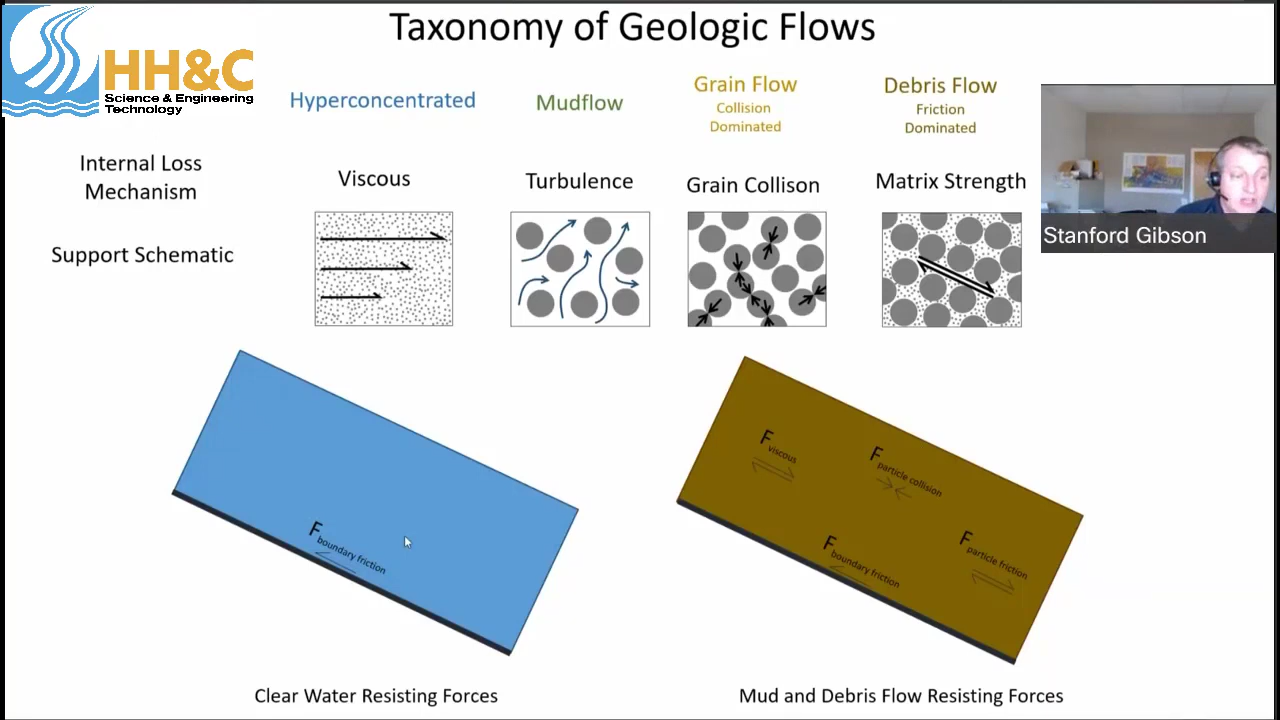 Taxonomy of Geologic Flows
HH&C
Science & Engineering
Technology
Hyperconcentrated
Mudflow
Grain Flow
Collision
Dominated
Debris Flow
Friction
Dominated
Internal Loss
Mechanism
Viscous
Turbulence
Grain Collison
Matrix Strength
Stanford Gibson
Support Schematic
F boundary friction
F viscous
F particle collision
F boundary friction
F particle friction
Clear Water Resisting Forces
Mud and Debris Flow Resisting Forces